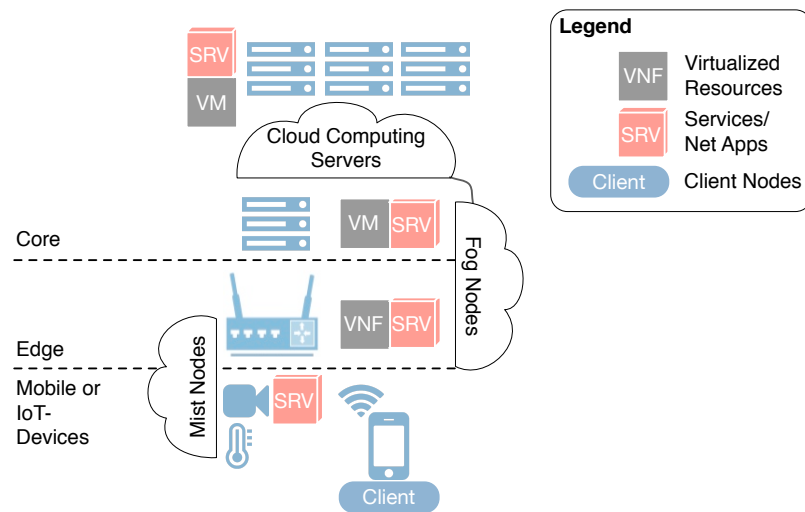 SRV
VM
Cloud Computing
Servers
Legend
VNF
Virtualized
Resources
SRV
Services/
Net Apps
Client
Client Nodes
VM
SRV
Core
Fog Nodes
VNF
SRV
Edge
Mist Nodes
Mobile or
IoT-
Devices
SRV
Client